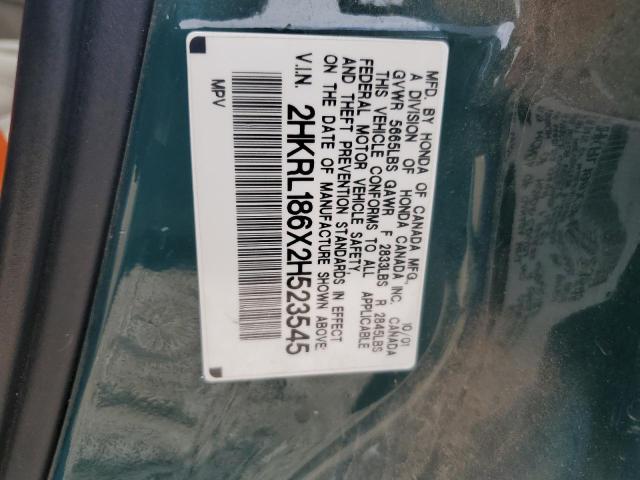 MFD. BY HONDA OF CANADA MFG. 10/01
A DIVISION OF HONDA CANADA INC. CANADA
GVWR 5665LBS GAWR F 2833LBS R 2845LBS
THIS VEHICLE CONFORMS TO ALL APPLICABLE
FEDERAL MOTOR VEHICLE SAFETY
AND THEFT PREVENTION STANDARDS IN EFFECT
ON THE DATE OF MANUFACTURE SHOWN ABOVE:
V.I.N. 2HKRL186X2H523545
MPV